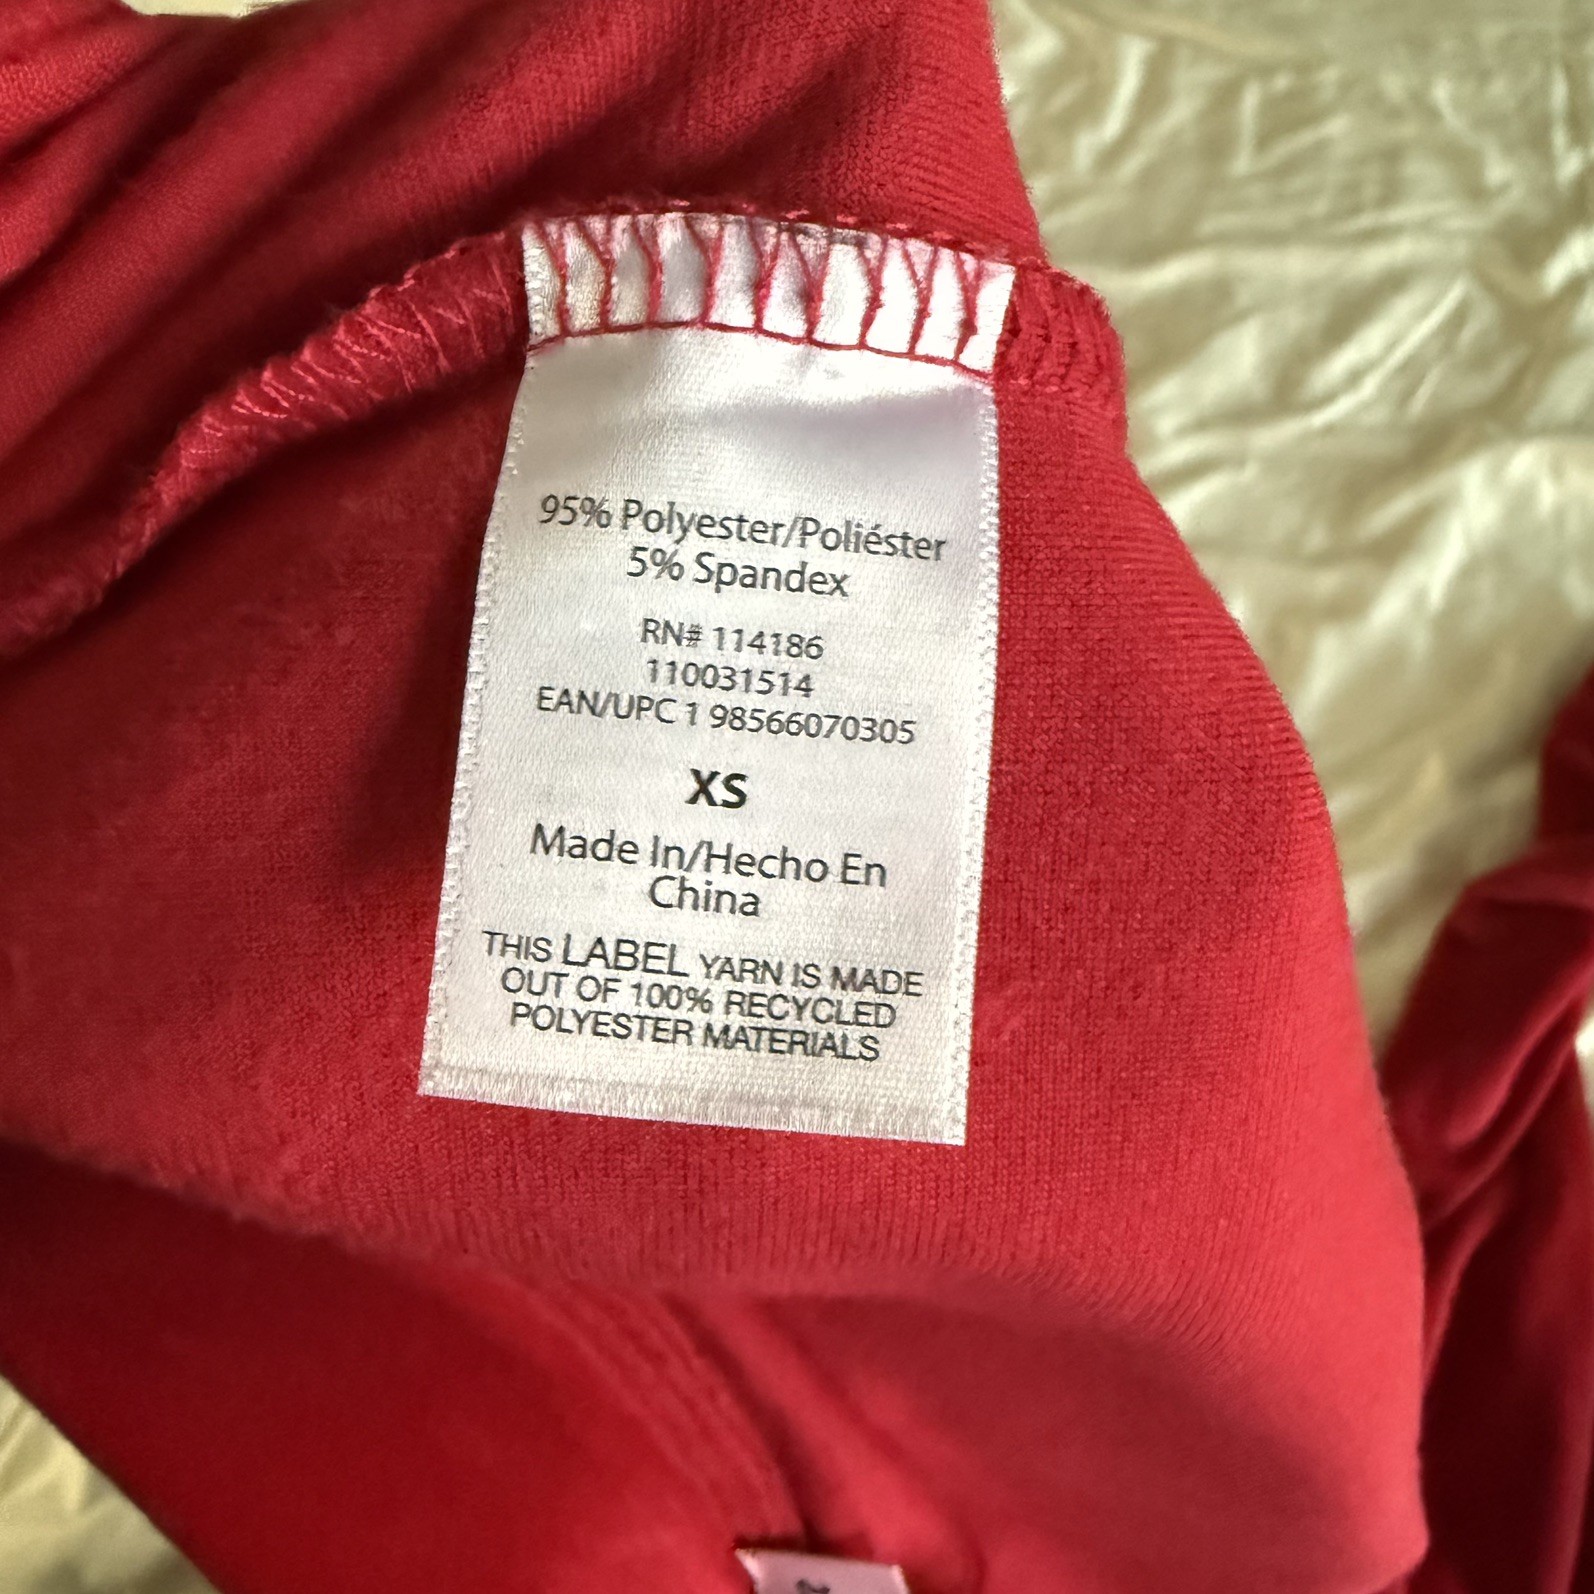 95% Polyester/Poliéster
5% Spandex
RN# 114186
110031514
EAN/UPC 1 98566070305
XS
Made In/Hecho En
China
THIS LABEL YARN IS MADE
OUT OF 100% RECYCLED
POLYESTER MATERIALS